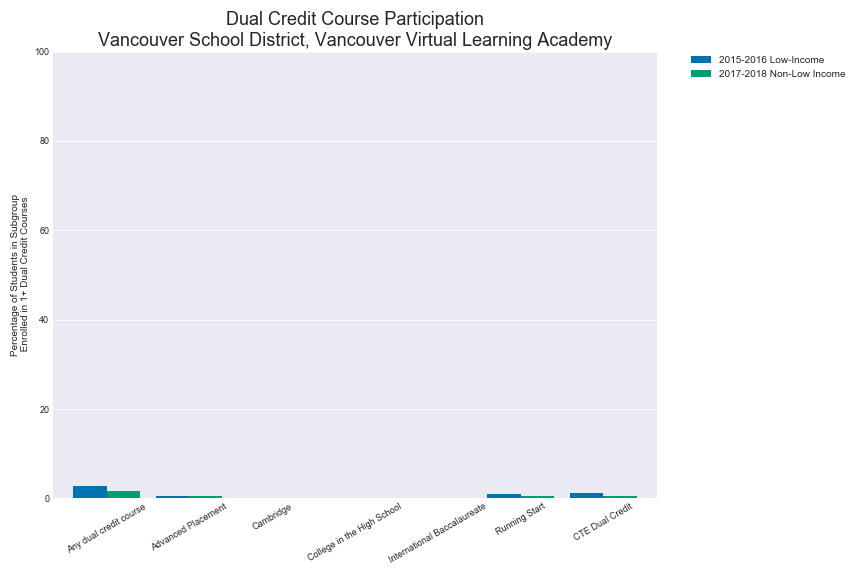 Dual Credit Course Participation
Vancouver School District, Vancouver Virtual Learning Academy
2015-2016 Low-Income
2017-2018 Non-Low Income
Percentage of Students in Subgroup
Enrolled in 1+ Dual Credit Courses
100
80
60
40
20
0
Any dual credit course
Advanced Placement
Cambridge
College in the High School
International Baccalaureate
Running Start
CTE Dual Credit